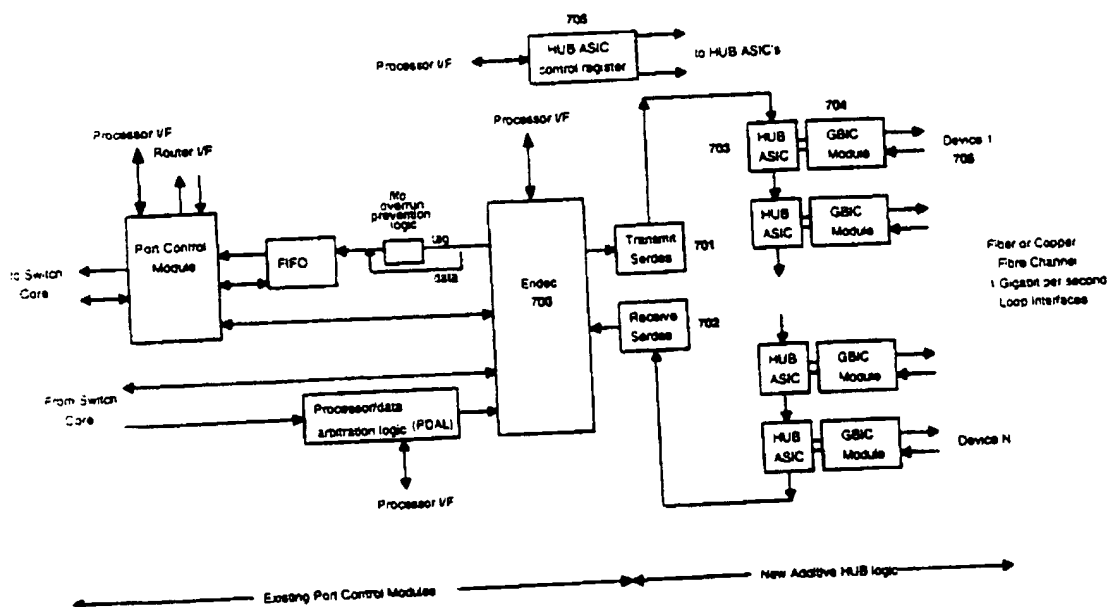 705
HUB ASIC
control register
Processor I/F
to HUB ASIC's
Processor I/F
Router I/F
Processor I/F
703
HUB
ASIC
704
GBIC
Module
Device 1
706
HUB
ASIC
GBIC
Module
fifo
overrun
prevention
logic
tag
data
Port Control
Module
FIFO
to Switch
Core
Endec
700
Transmit
Serdes
701
Receive
Serdes
702
Fiber or Copper
Fibre Channel
1 Gigabit per second
Loop Interfaces
HUB
ASIC
GBIC
Module
From Switch
Core
Processor/data
arbitration logic (PDAL)
Processor I/F
HUB
ASIC
GBIC
Module
Device N
Existing Port Control Modules
New Additive HUB logic